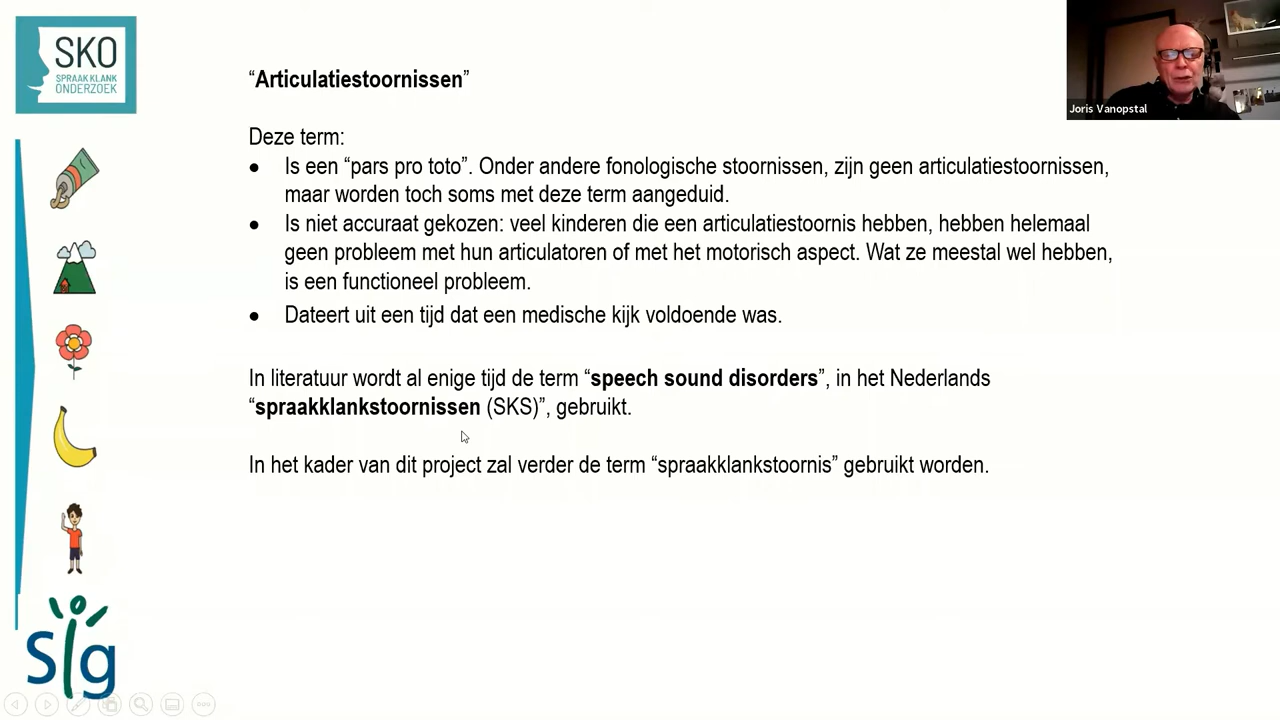 SKO
SPRAAK KLANK
ONDERZOEK
Joris Vanopstal
“Articulatiestoornissen”
Deze term:
● Is een “pars pro toto”. Onder andere fonologische stoornissen, zijn geen articulatiestoornissen,
maar worden toch soms met deze term aangeduid.
● Is niet accuraat gekozen: veel kinderen die een articulatiestoornis hebben, hebben helemaal
geen probleem met hun articulatoren of met het motorisch aspect. Wat ze meestal wel hebben,
is een functioneel probleem.
● Dateert uit een tijd dat een medische kijk voldoende was.
In literatuur wordt al enige tijd de term “speech sound disorders”, in het Nederlands
“spraakklankstoornissen (SKS)”, gebruikt.
In het kader van dit project zal verder de term “spraakklankstoornis” gebruikt worden.
sig